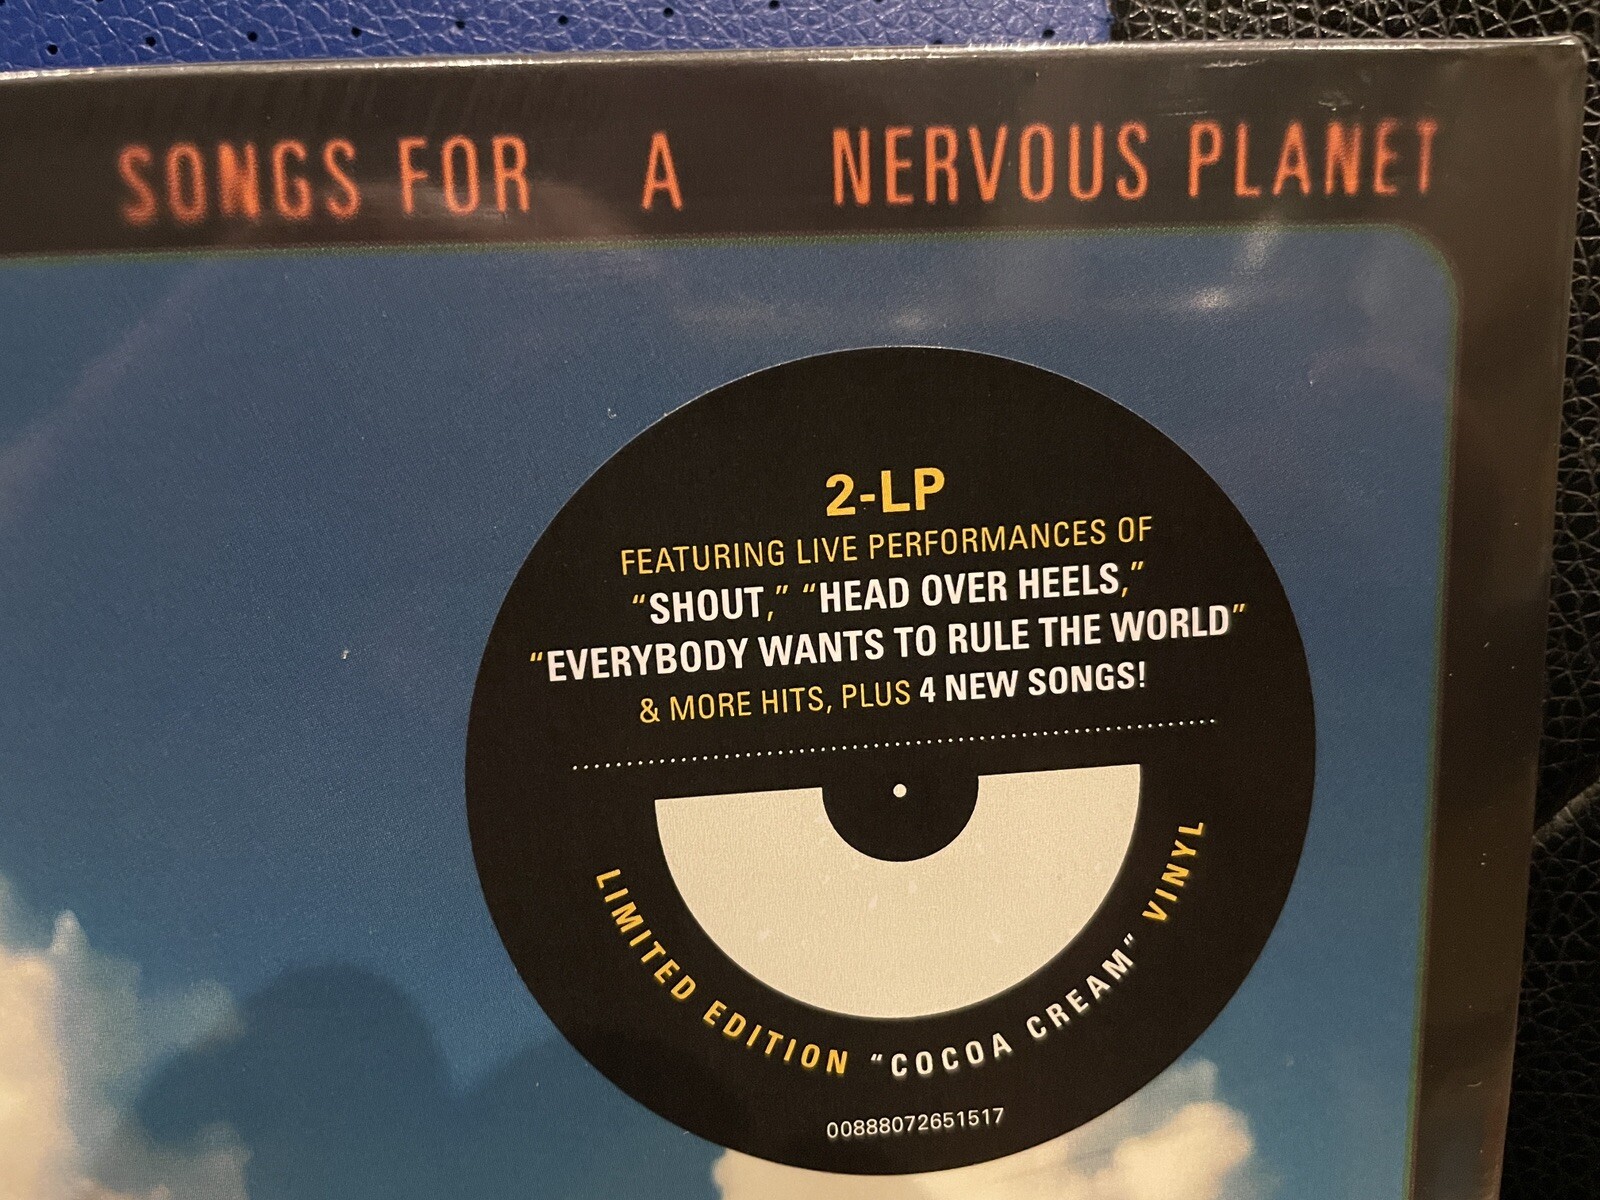 SONGS FOR A NERVOUS PLANET
2-LP
FEATURING LIVE PERFORMANCES OF
“SHOUT,” “HEAD OVER HEELS,”
“EVERYBODY WANTS TO RULE THE WORLD”
& MORE HITS, PLUS 4 NEW SONGS!
LIMITED EDITION “COCOA CREAM” VINYL
00888072651517